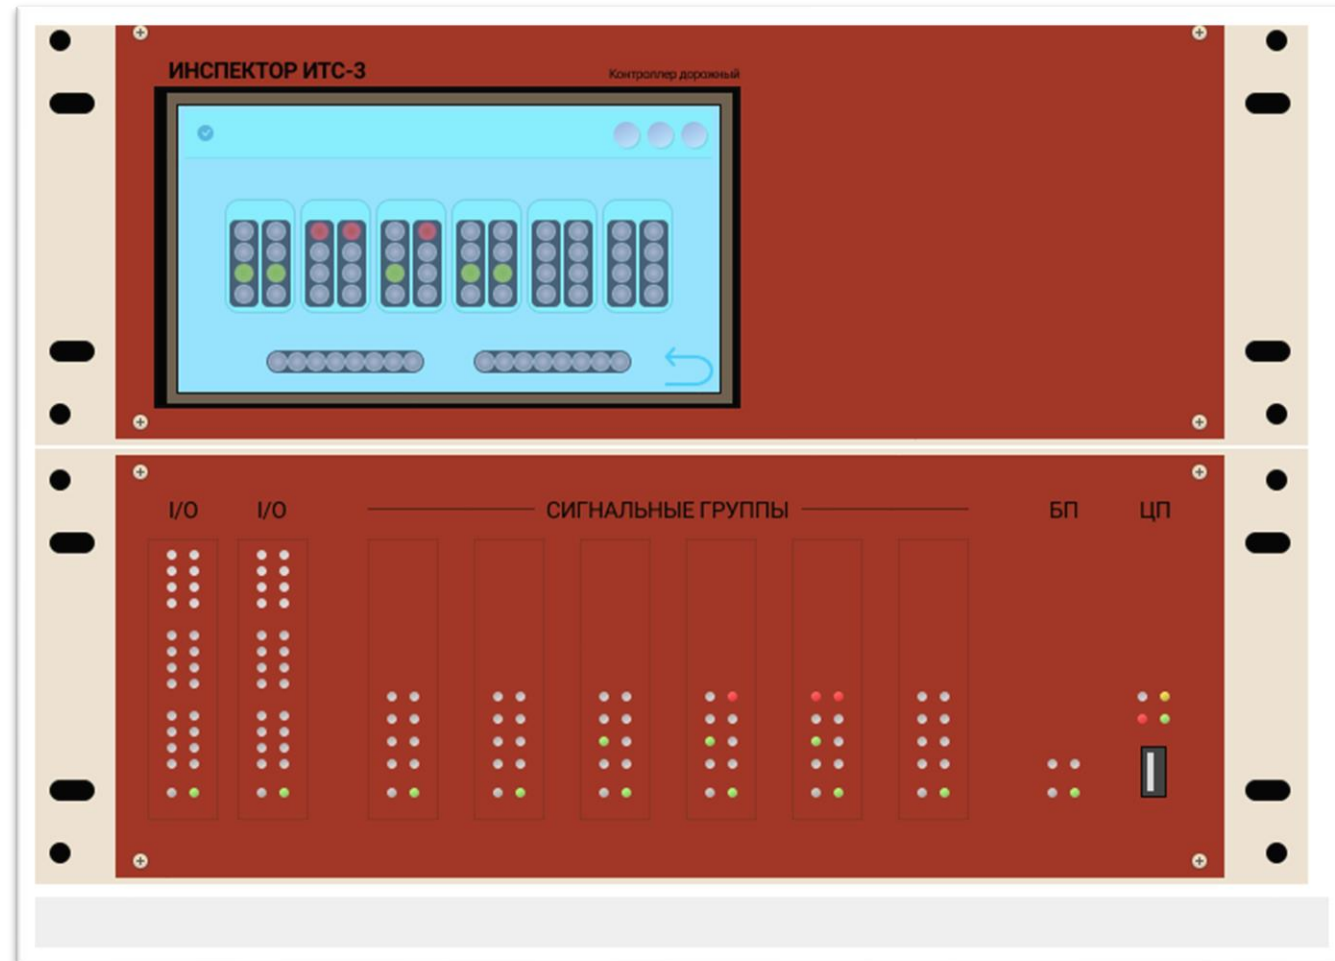 ИНСПЕКТОР ИТС-3
Контроллер дорожный
I/O
I/O
СИГНАЛЬНЫЕ ГРУППЫ
БП
ЦП